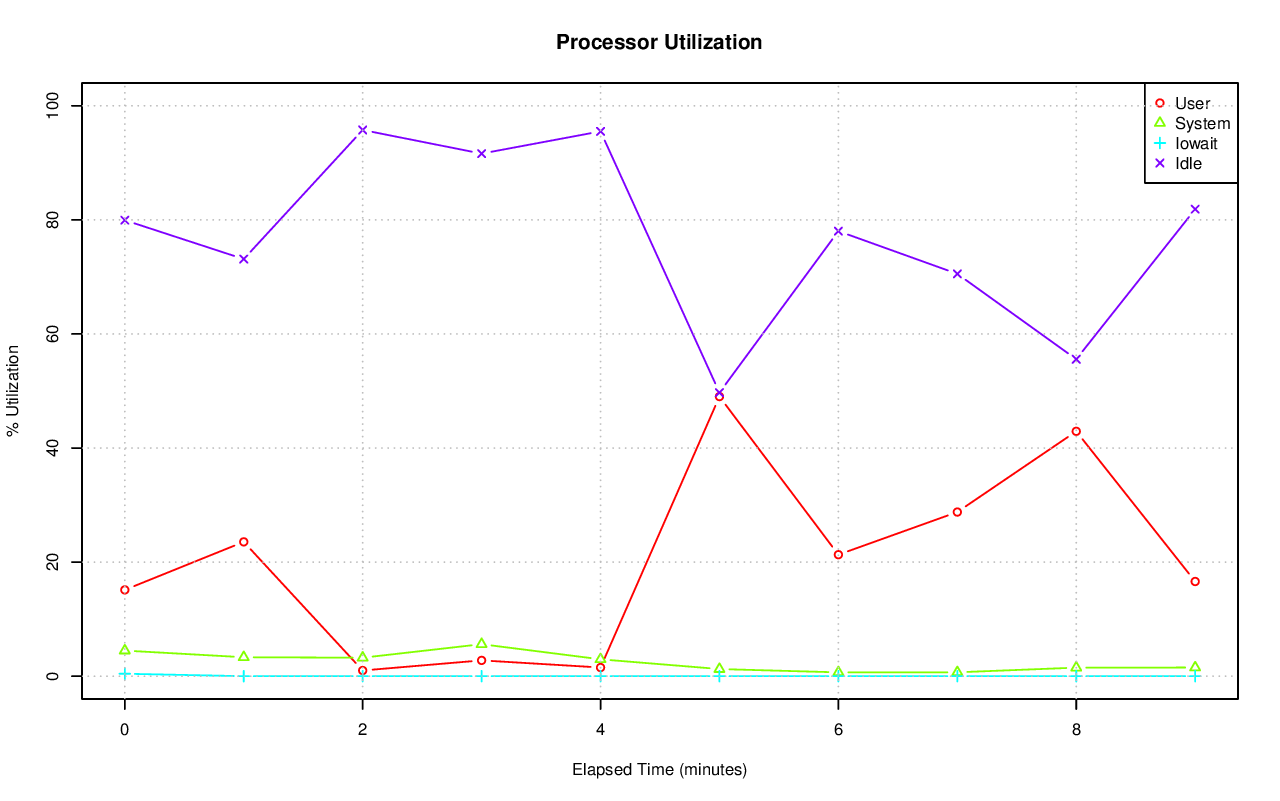 Processor Utilization
User
System
Iowait
Idle
% Utilization
100
80
60
40
20
0
0 2 4 6 8
Elapsed Time (minutes)